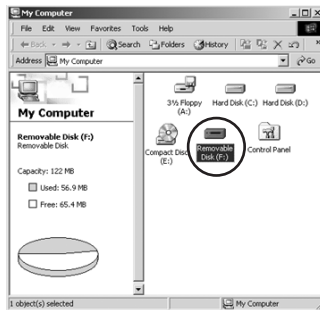 My Computer
File Edit View Favorites Tools Help
Back Search Folders History
Address My Computer Go
My Computer
Removable Disk (F:)
Removable Disk
Capacity: 122 MB
Used: 56.9 MB
Free: 65.4 MB
3½ Floppy (A:)
Hard Disk (C:)
Hard Disk (D:)
Compact Disc (E:)
Removable Disk (F:)
Control Panel
1 object(s) selected
My Computer